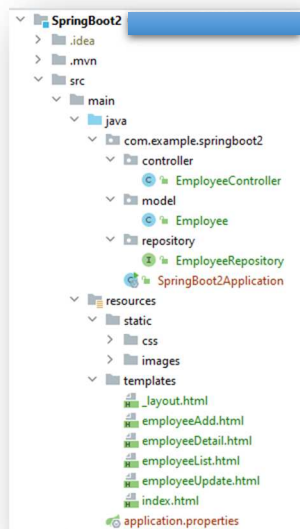 SpringBoot2
.idea
.mvn
src
main
java
com.example.springboot2
controller
EmployeeController
model
Employee
repository
EmployeeRepository
SpringBoot2Application
resources
static
css
images
templates
_layout.html
employeeAdd.html
employeeDetail.html
employeeList.html
employeeUpdate.html
index.html
application.properties